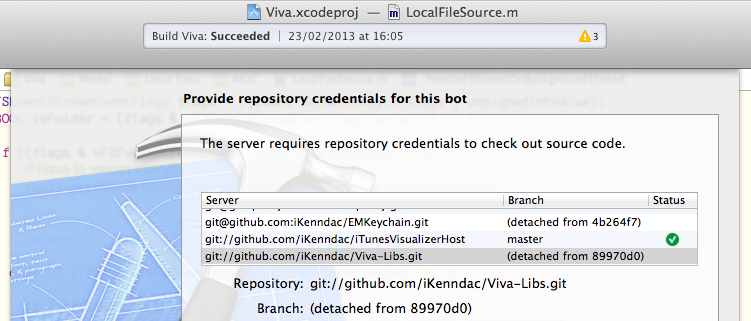 Viva.xcodeproj — LocalFileSource.m
Build Viva: Succeeded | 23/02/2013 at 16:05 3
Provide repository credentials for this bot
The server requires repository credentials to check out source code.
Server Branch Status
git@github.com:iKenndac/EMKeychain.git (detached from 4b264f7)
git://github.com/iKenndac/iTunesVisualizerHost master
git://github.com/iKenndac/Viva-Libs.git (detached from 89970d0)
Repository: git://github.com/iKenndac/Viva-Libs.git
Branch: (detached from 89970d0)